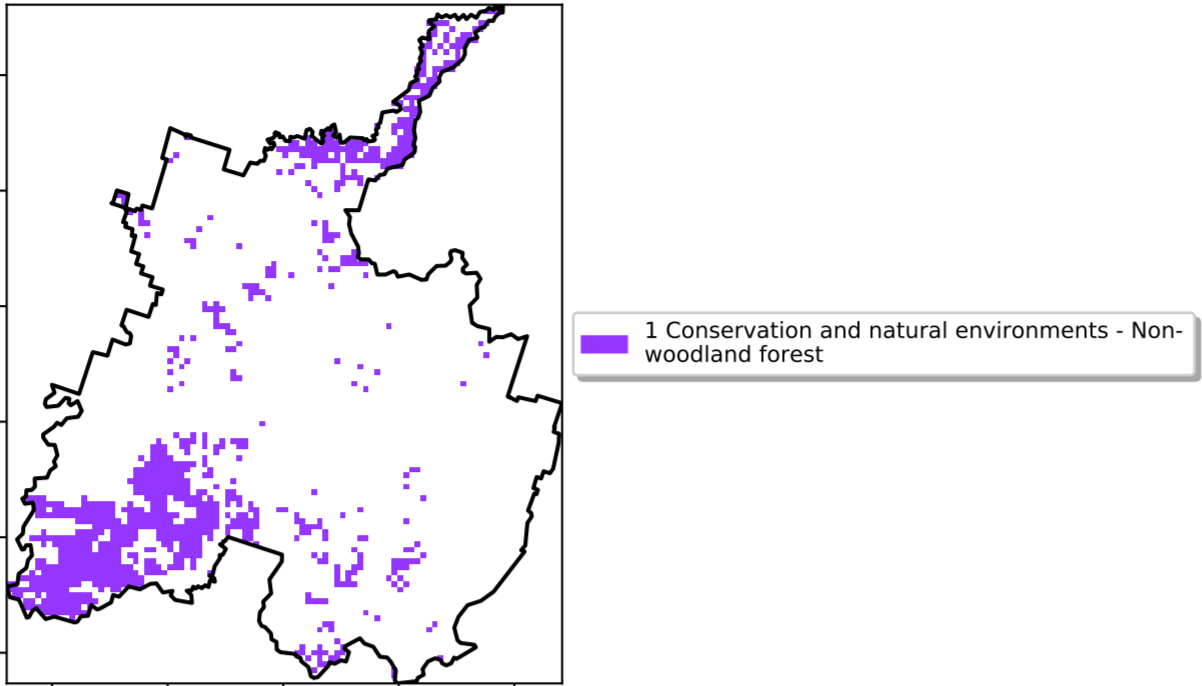 1 Conservation and natural environments - Non-
woodland forest